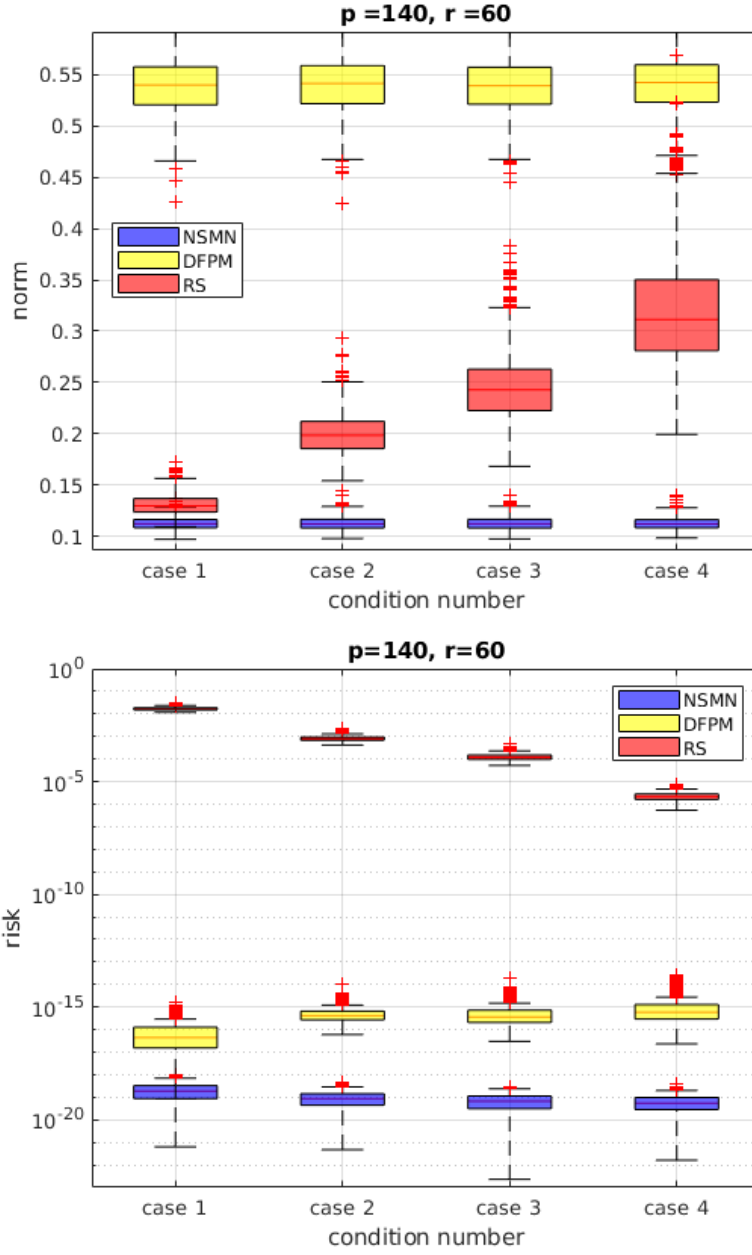 p =140, r =60
0.55
0.5
0.45
0.4
0.35
0.3
0.25
0.2
0.15
0.1
norm
NSMN
DFPM
RS
case 1 case 2 case 3 case 4
condition number
p=140, r=60
10^0
10^-5
10^-10
10^-15
10^-20
risk
NSMN
DFPM
RS
case 1 case 2 case 3 case 4
condition number